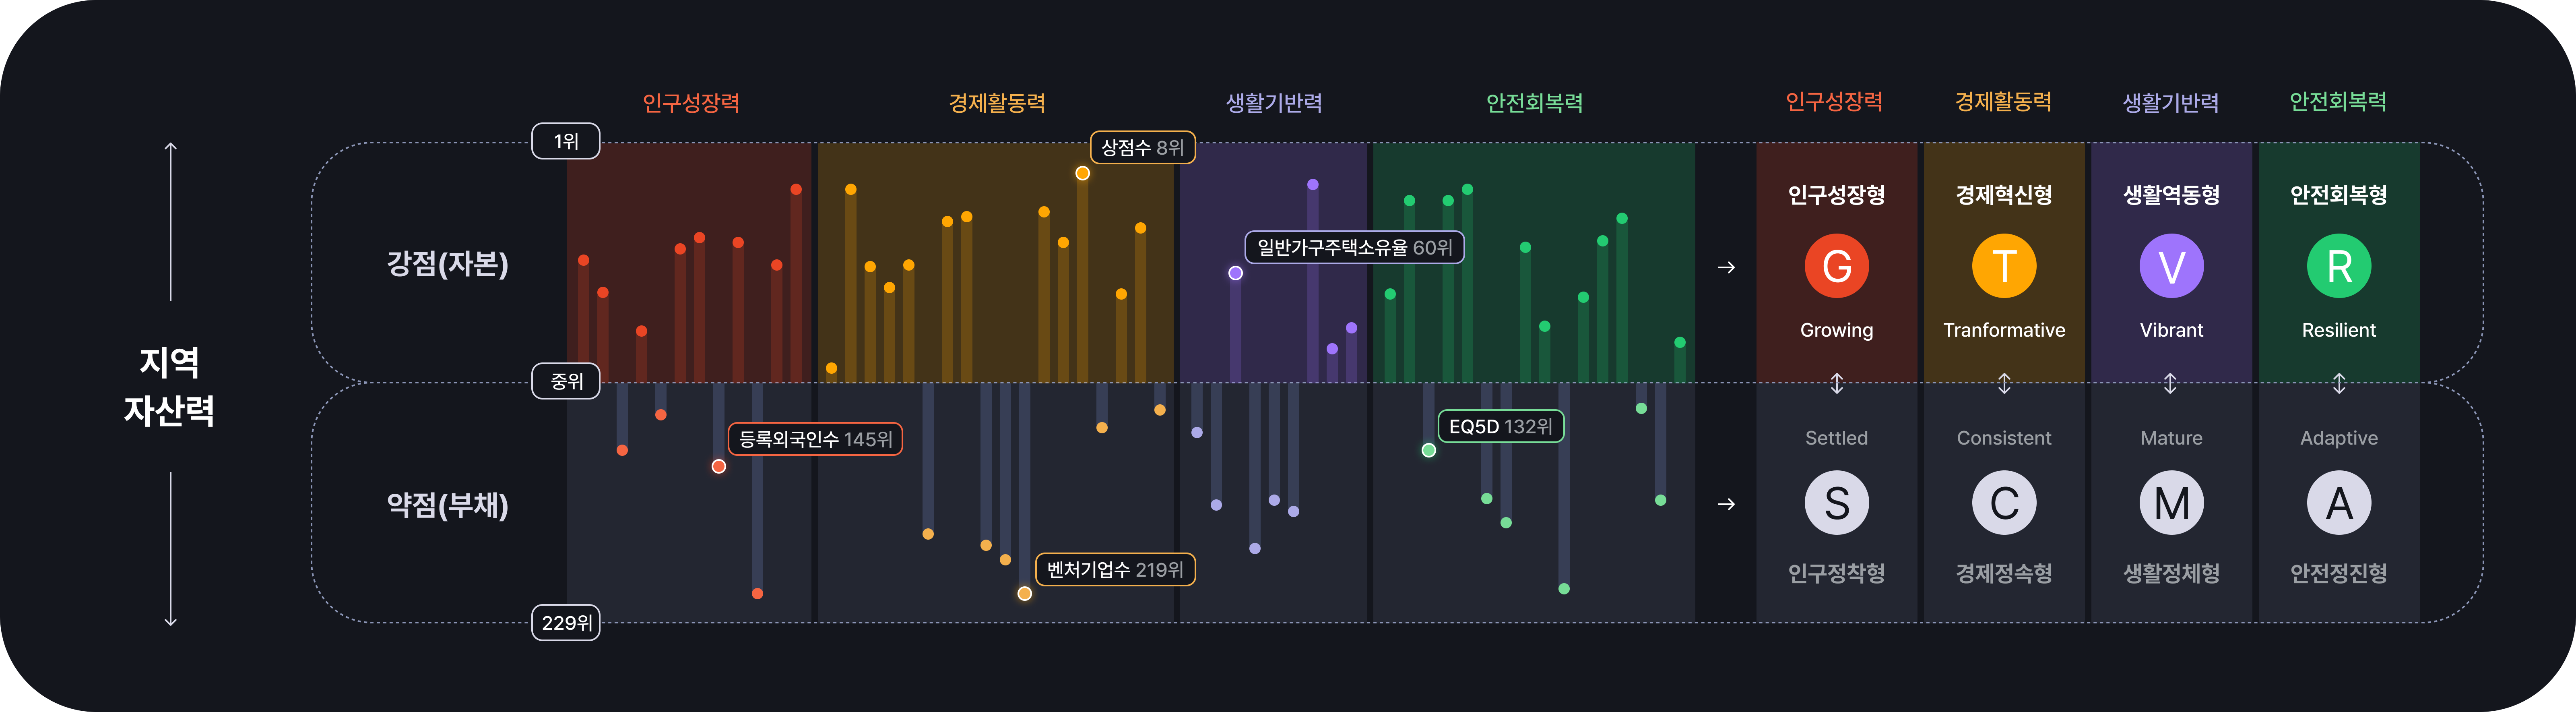 인구성장력
경제활동력
생활기반력
안전회복력
인구성장력
경제활동력
생활기반력
안전회복력
1위
상점수 8위
강점(자본)
일반가구주택소유율 60위
지역
자산력
중위
등록외국인수 145위
EQ5D 132위
약점(부채)
벤처기업수 219위
229위
→
인구성장형
경제혁신형
생활역동형
안전회복형
G
T
V
R
Growing
Tranformative
Vibrant
Resilient
Settled
Consistent
Mature
Adaptive
→
S
C
M
A
인구정착형
경제정속형
생활정체형
안전정진형